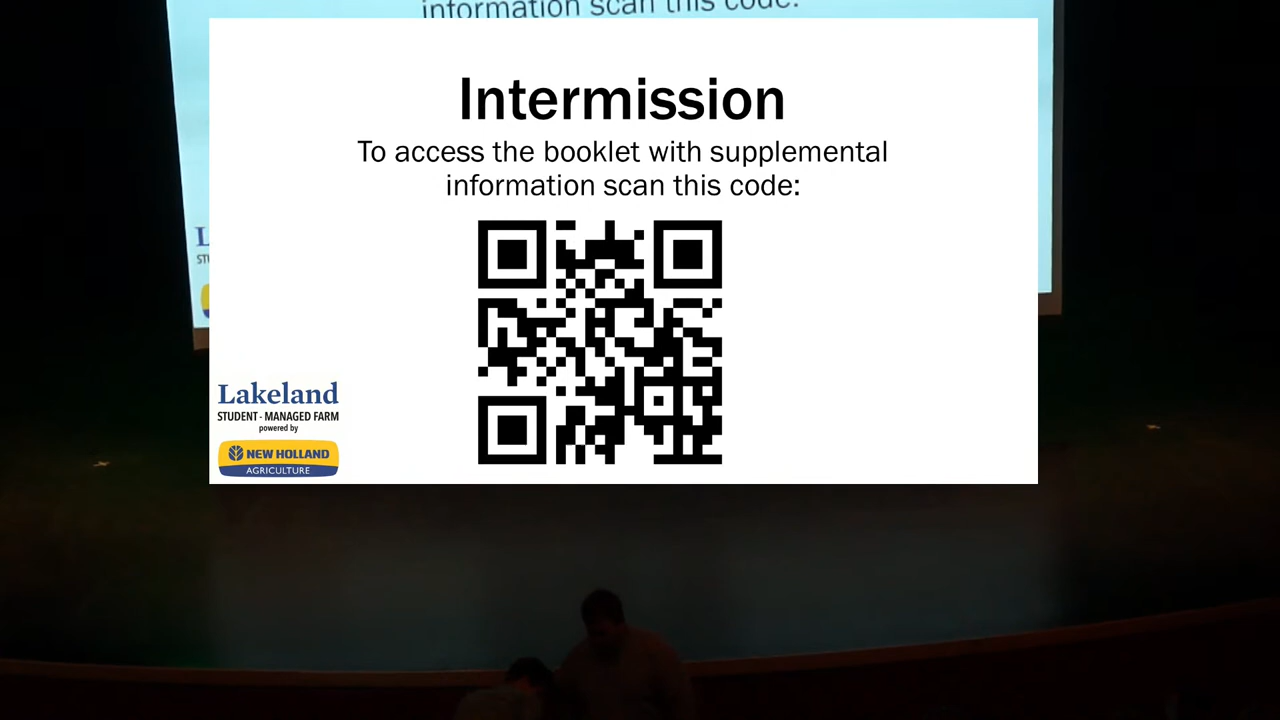 information scan this code:
Intermission
To access the booklet with supplemental
information scan this code:
L
STU
Lakeland
STUDENT - MANAGED FARM
powered by
NEW HOLLAND
AGRICULTURE